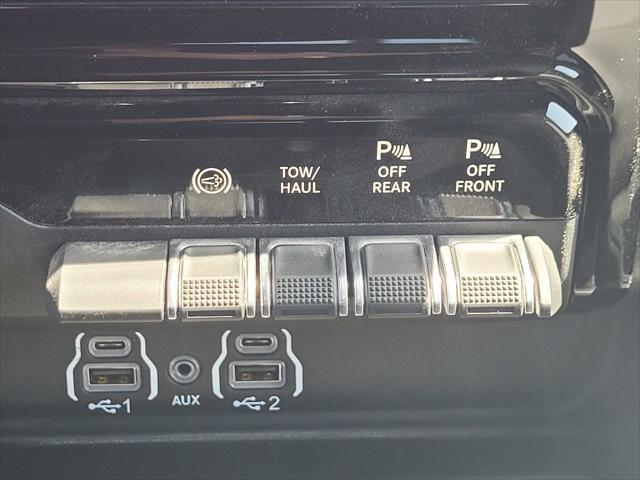 TOW/
HAUL
P
OFF
REAR
P
OFF
FRONT
1
AUX
2